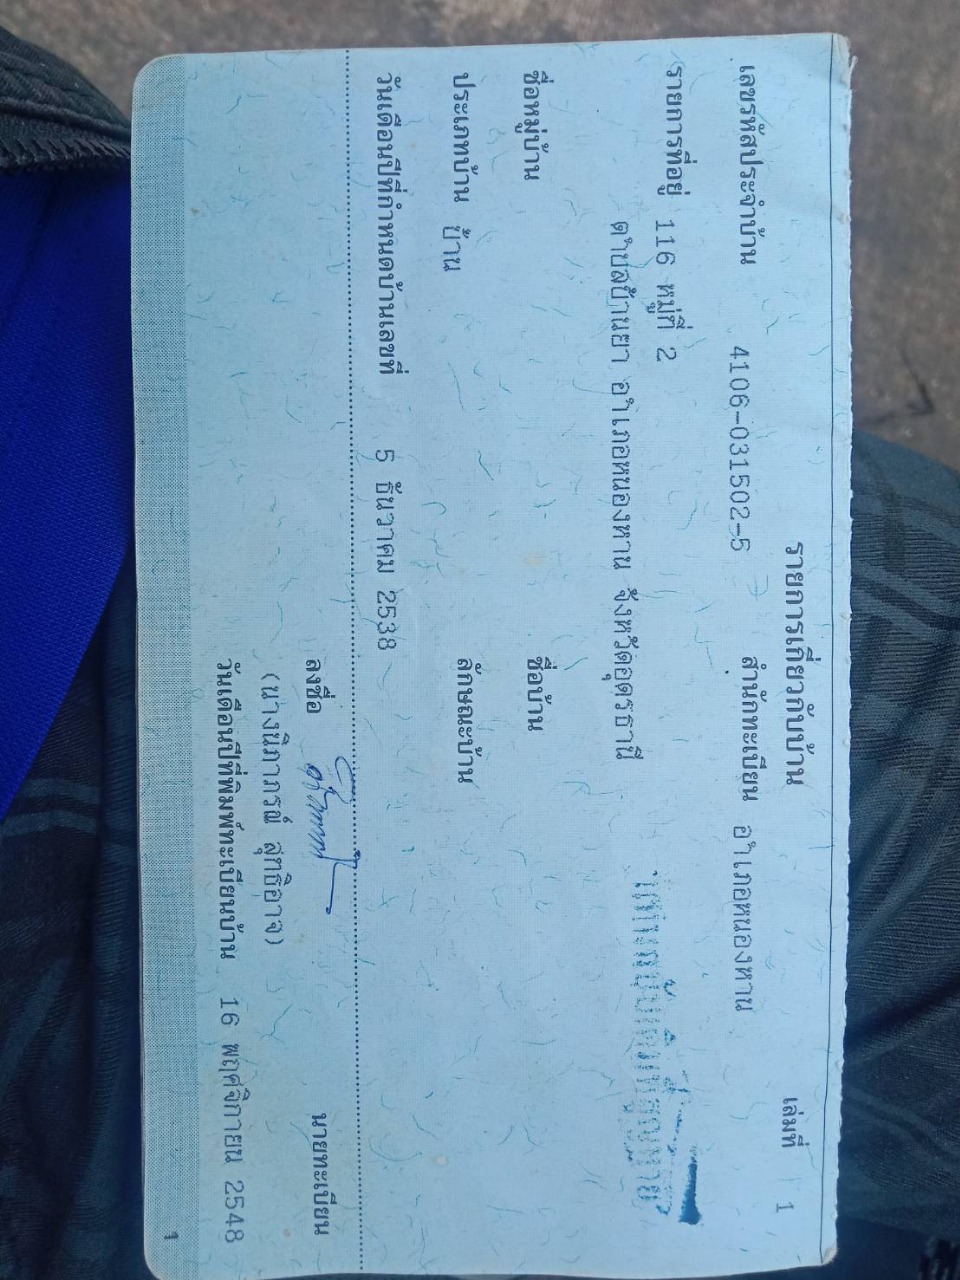 รายการเกี่ยวกับบ้าน เล่มที่ 1
เลขรหัสประจำบ้าน 4106-031502-5 สำนักทะเบียน อำเภอหนองหาน
รายการที่อยู่ 116 หมู่ที่ 2
ตำบลบ้านยา อำเภอหนองหาน จังหวัดอุดรธานี
ชื่อหมู่บ้าน ชื่อบ้าน
ประเภทบ้าน บ้าน ลักษณะบ้าน
วันเดือนปีที่กำหนดบ้านเลขที่ 5 ธันวาคม 2538
ลงชื่อ นายทะเบียน
(นางนิภาภรณ์ สุทธิอาจ)
วันเดือนปีที่พิมพ์ทะเบียนบ้าน 16 พฤศจิกายน 2548
1